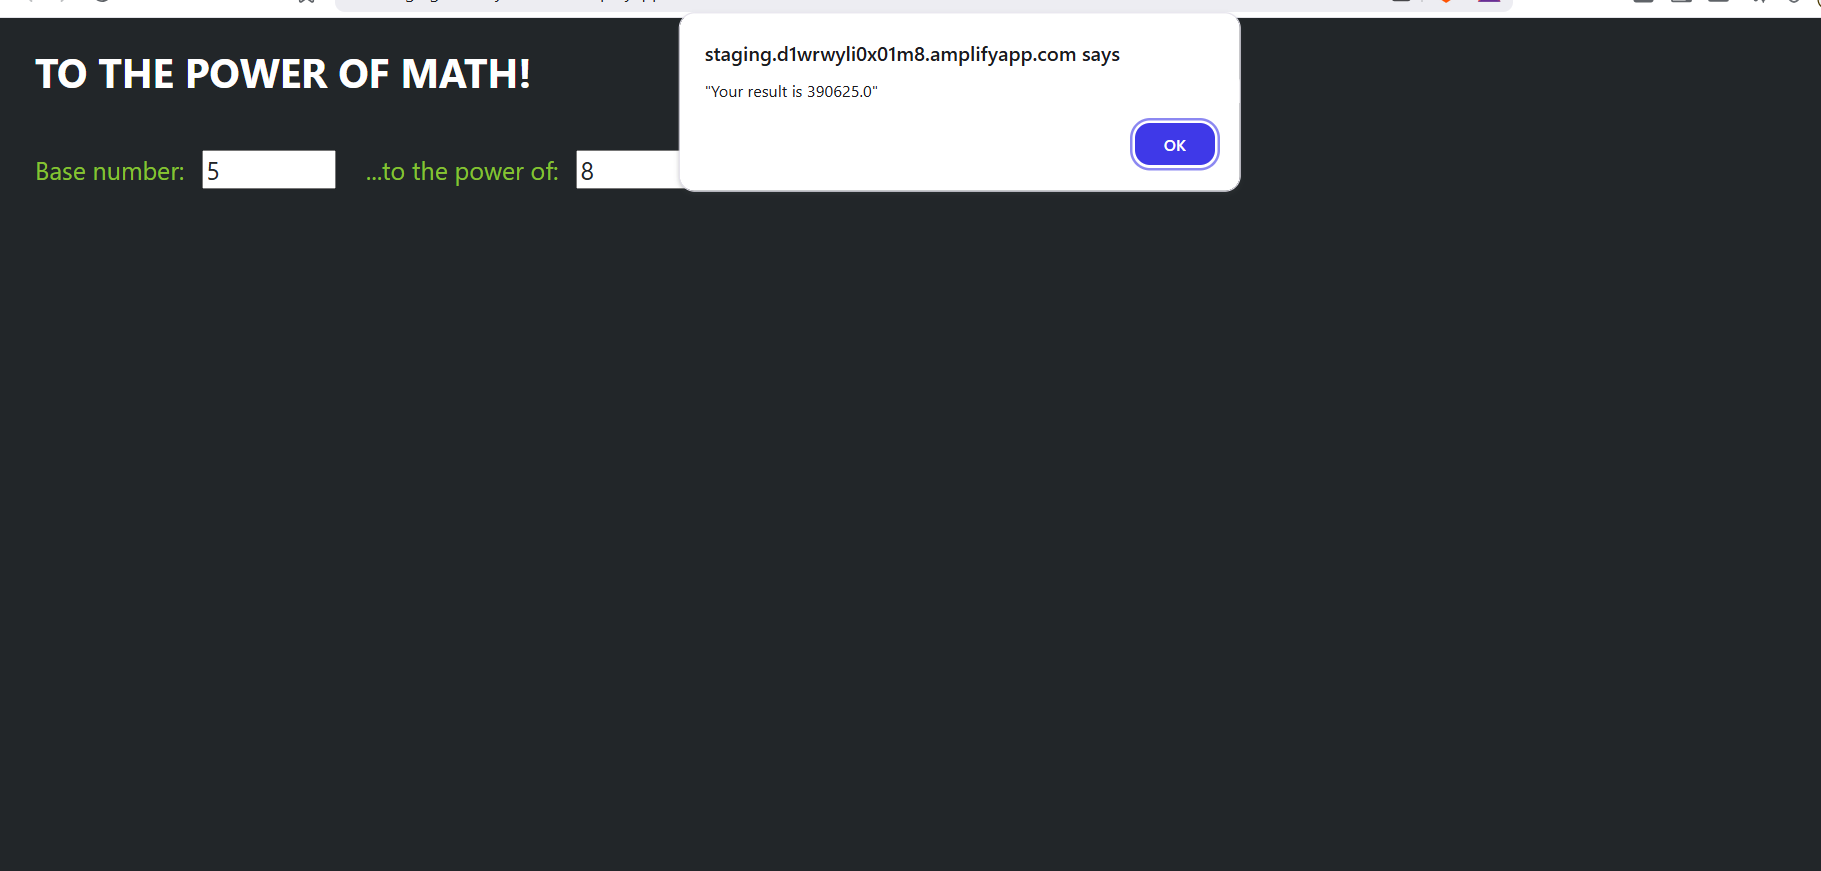 TO THE POWER OF MATH!
staging.d1wrwyli0x01m8.amplifyapp.com says
"Your result is 390625.0"
OK
Base number: 5 ...to the power of: 8